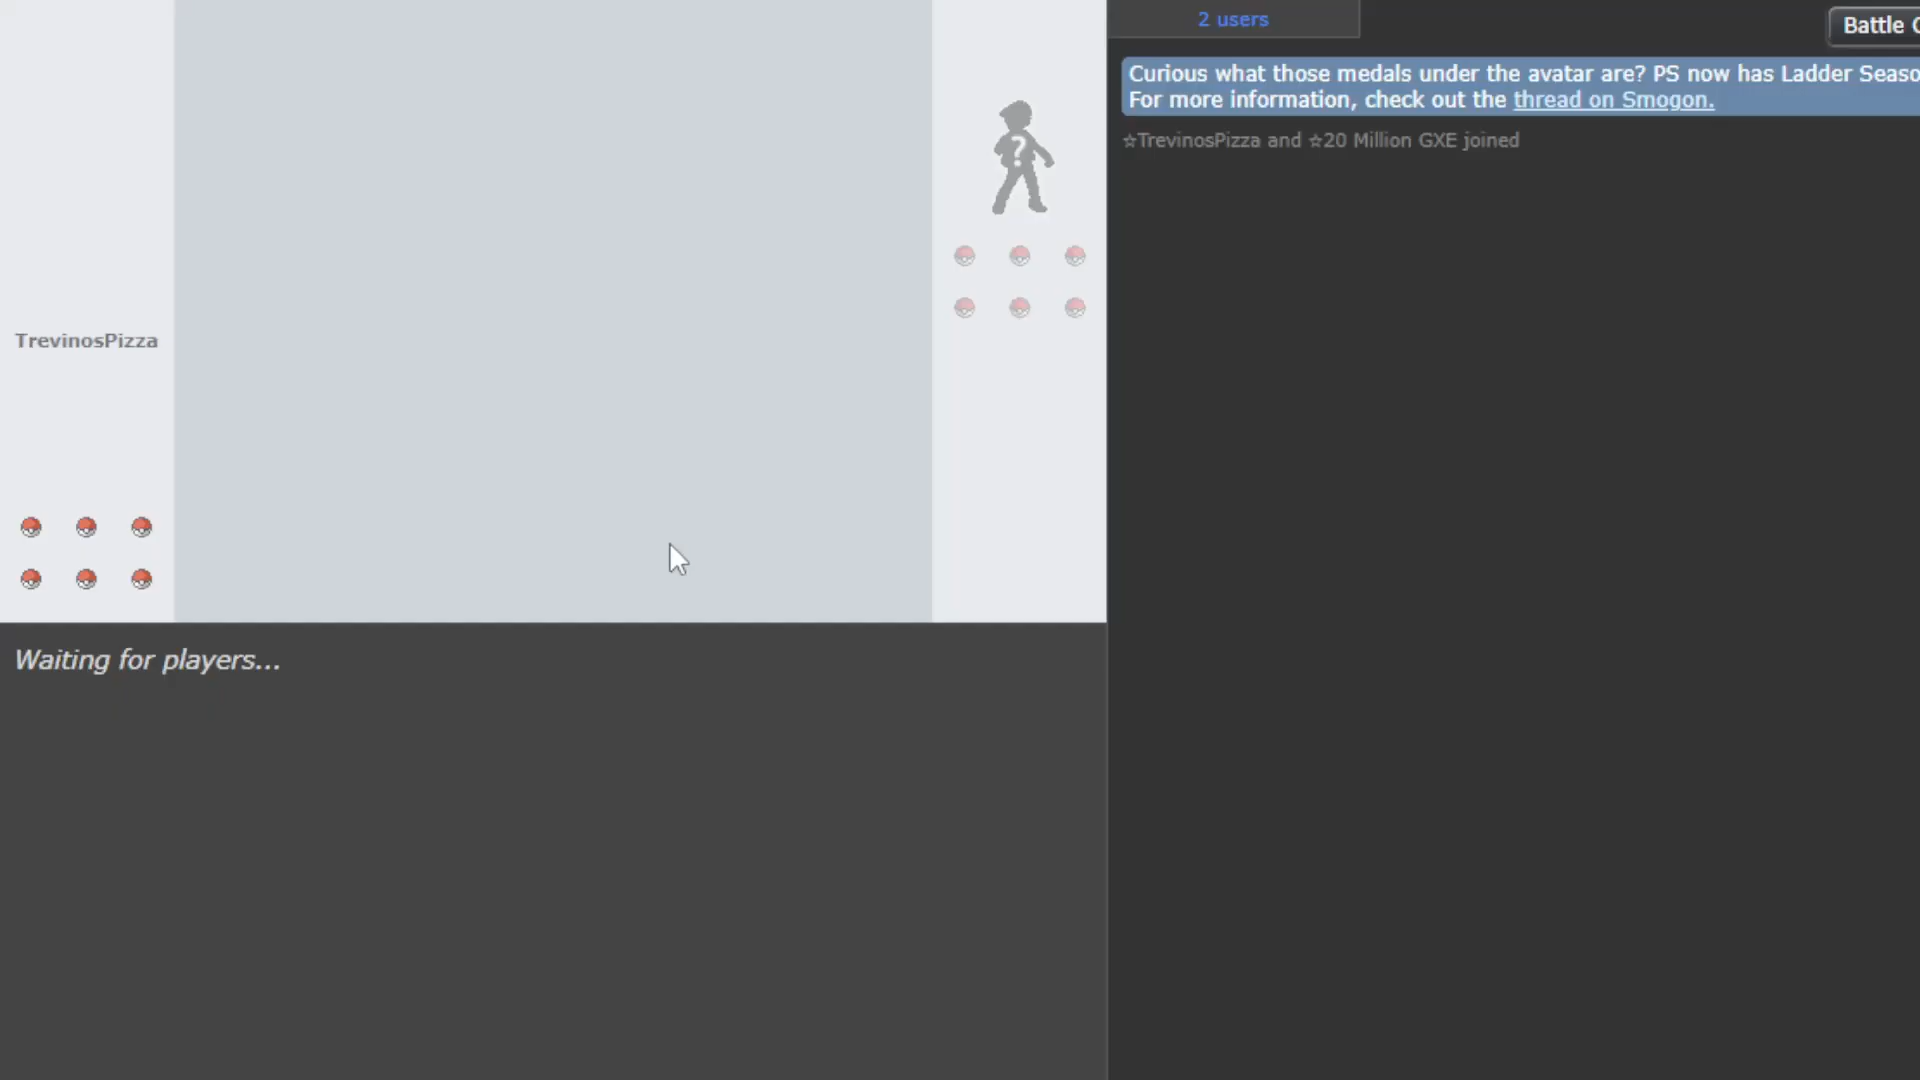 2 users
Battle
Curious what those medals under the avatar are? PS now has Ladder
For more information, check out the thread on Smogon.
☆TrevinosPizza and ☆20 Million GXE joined
?
TrevinosPizza
Waiting for players...